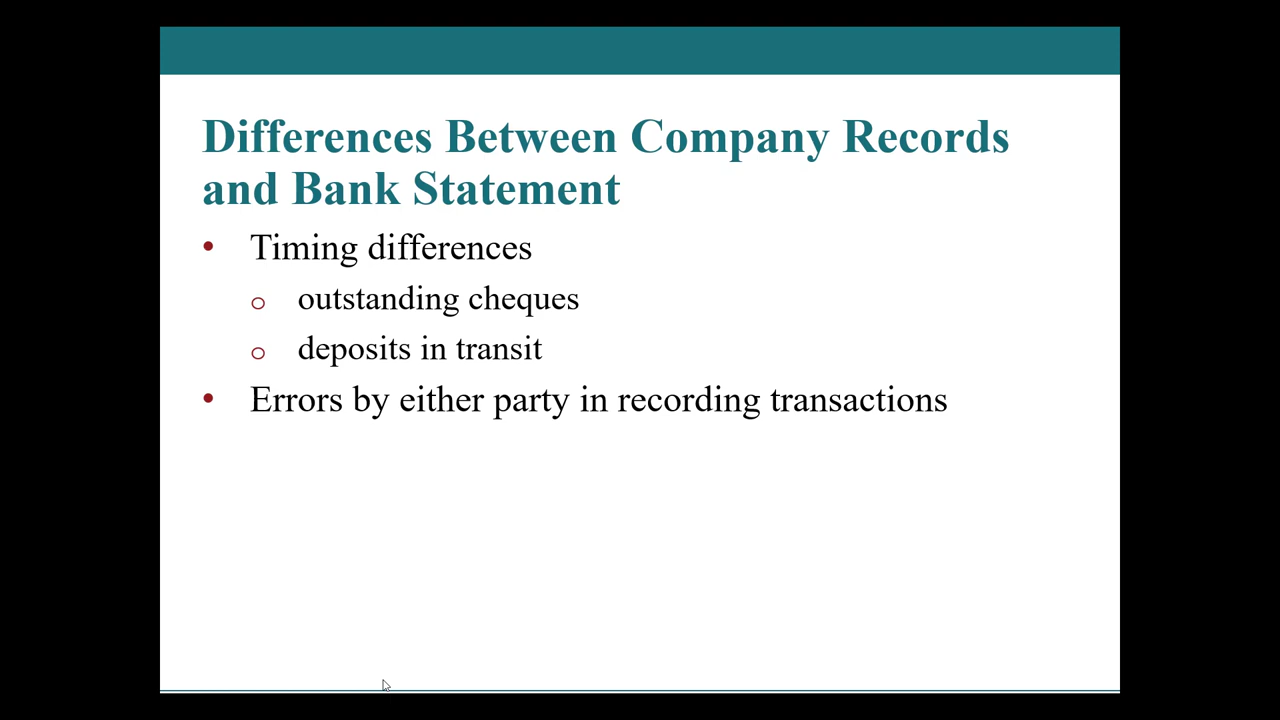 Differences Between Company Records
and Bank Statement
• Timing differences
o outstanding cheques
o deposits in transit
• Errors by either party in recording transactions